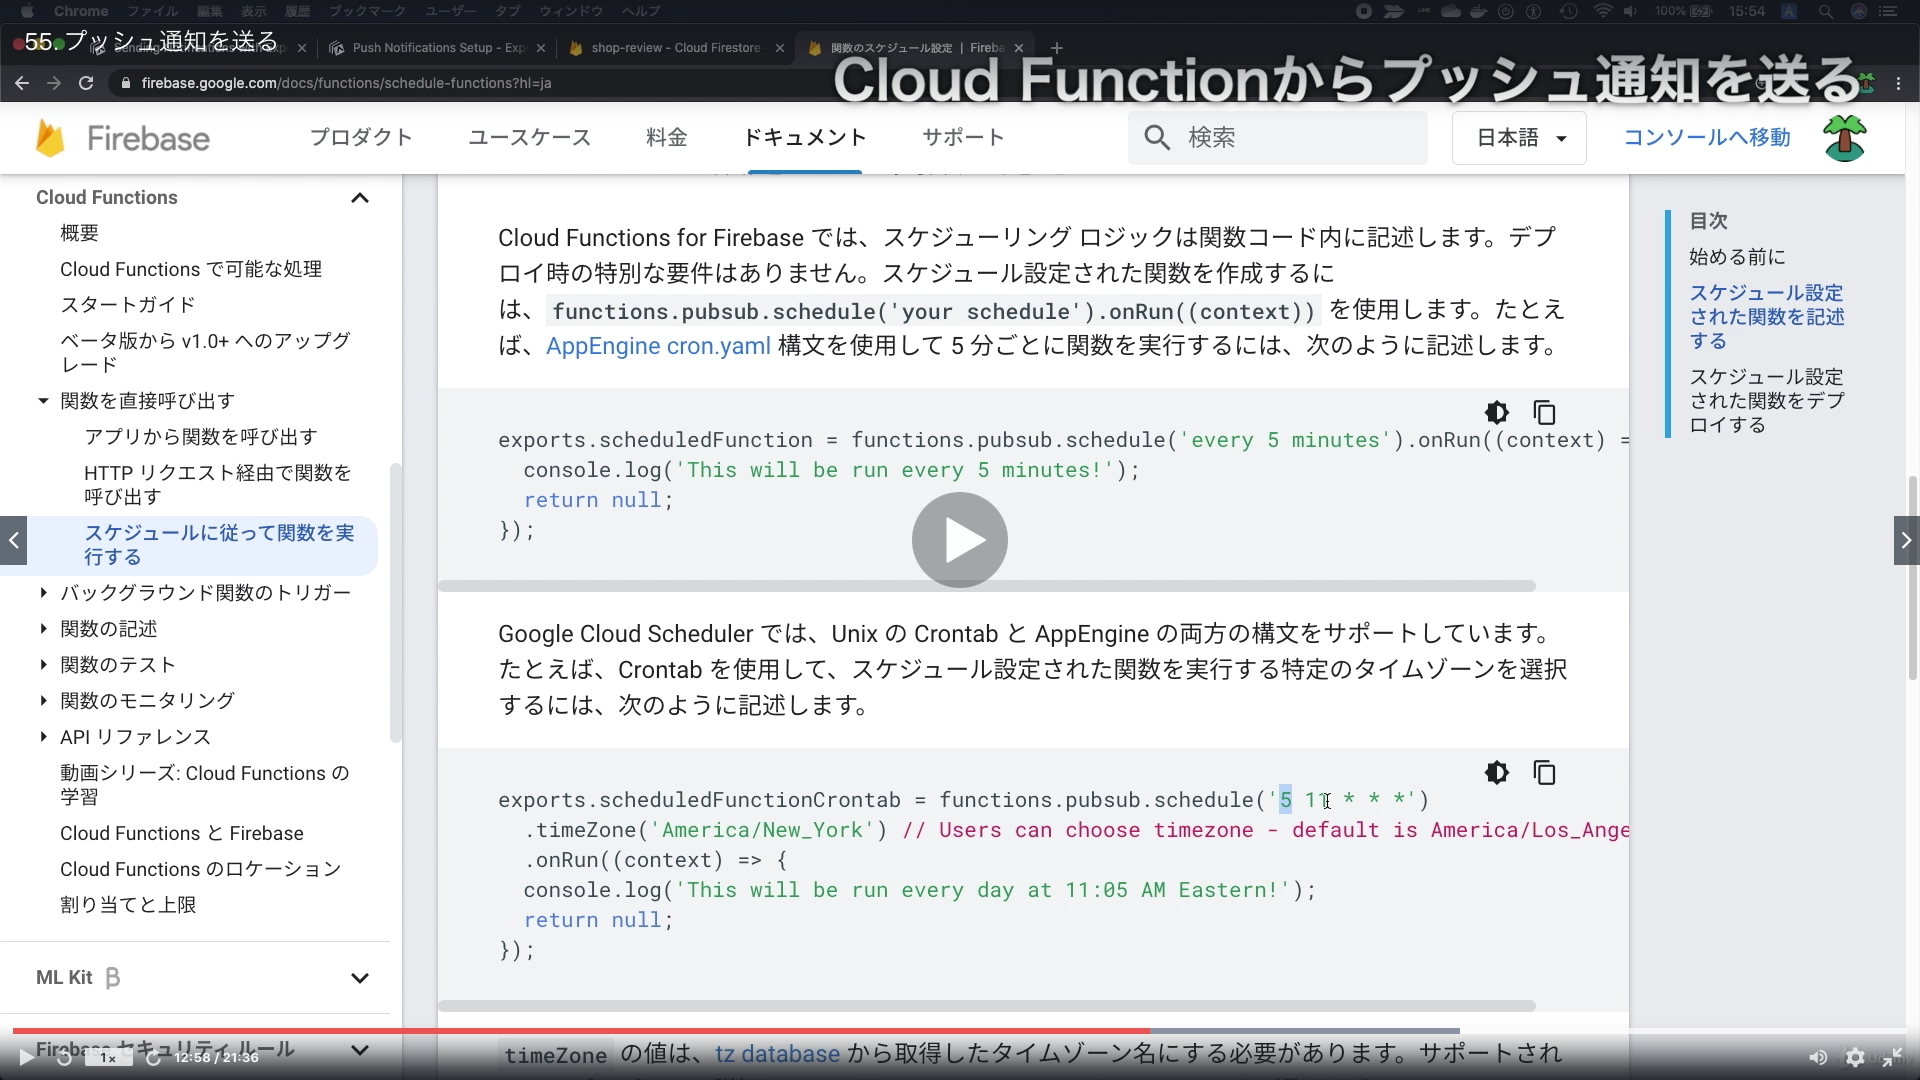 Chrome ファイル 編集 表示 履歴 ブックマーク ユーザー タブ ウィンドウ ヘルプ 100% 15:54 A
55. プッシュ通知を送る
Push Notifications Setup - Exp
shop-review - Cloud Firestore
関数のスケジュール設定 | Fireba
firebase.google.com/docs/functions/schedule-functions?hl=ja
Cloud Functionからプッシュ通知を送る
Firebase プロダクト ユースケース 料金 ドキュメント サポート 検索 日本語 コンソールへ移動
Cloud Functions
概要
Cloud Functions で可能な処理
スタートガイド
ベータ版から v1.0+ へのアップグ
レード
関数を直接呼び出す
アプリから関数を呼び出す
HTTP リクエスト経由で関数を
呼び出す
スケジュールに従って関数を実
行する
バックグラウンド関数のトリガー
関数の記述
関数のテスト
関数のモニタリング
API リファレンス
動画シリーズ: Cloud Functions の
学習
Cloud Functions と Firebase
Cloud Functions のロケーション
割り当てと上限
ML Kit β
Firebase セキュリティ ルール
Cloud Functions for Firebase では、スケジューリング ロジックは関数コード内に記述します。デプ
ロイ時の特別な要件はありません。スケジュール設定された関数を作成するに
は、functions.pubsub.schedule('your schedule').onRun((context)) を使用します。たとえ
ば、AppEngine cron.yaml 構文を使用して 5 分ごとに関数を実行するには、次のように記述します。
exports.scheduledFunction = functions.pubsub.schedule('every 5 minutes').onRun((context) =
console.log('This will be run every 5 minutes!');
return null;
});
Google Cloud Scheduler では、Unix の Crontab と AppEngine の両方の構文をサポートしています。
たとえば、Crontab を使用して、スケジュール設定された関数を実行する特定のタイムゾーンを選択
するには、次のように記述します。
exports.scheduledFunctionCrontab = functions.pubsub.schedule('5 11 * * *')
.timeZone('America/New_York') // Users can choose timezone - default is America/Los_Ange
.onRun((context) => {
console.log('This will be run every day at 11:05 AM Eastern!');
return null;
});
timeZone の値は、tz database から取得したタイムゾーン名にする必要があります。サポートされ
目次
始める前に
スケジュール設定
された関数を記述
する
スケジュール設定
された関数をデプ
ロイする
1x 12:58 / 21:36